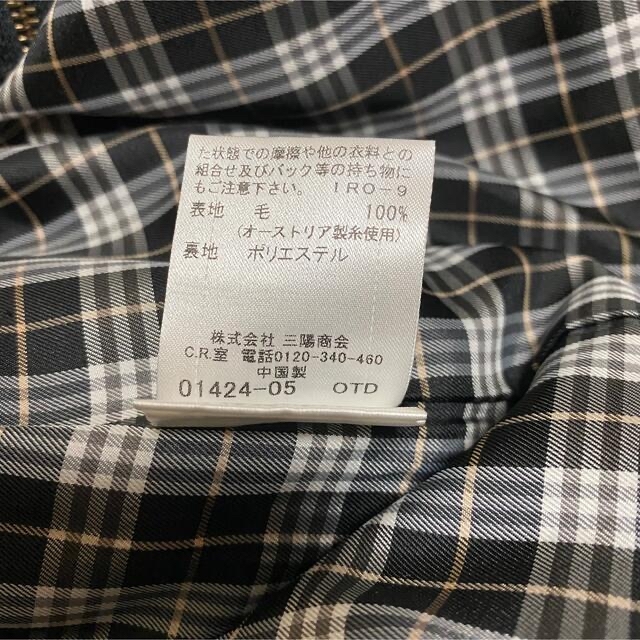 た状態での摩擦や他の衣料との
組合せ及びバック等の持ち物に
もご注意下さい。 IRO-9
表地 毛 100%
(オーストリア製糸使用)
裏地 ポリエステル
株式会社 三陽商会
C.R.室 電話0120-340-460
中国製
01424-05 OTD